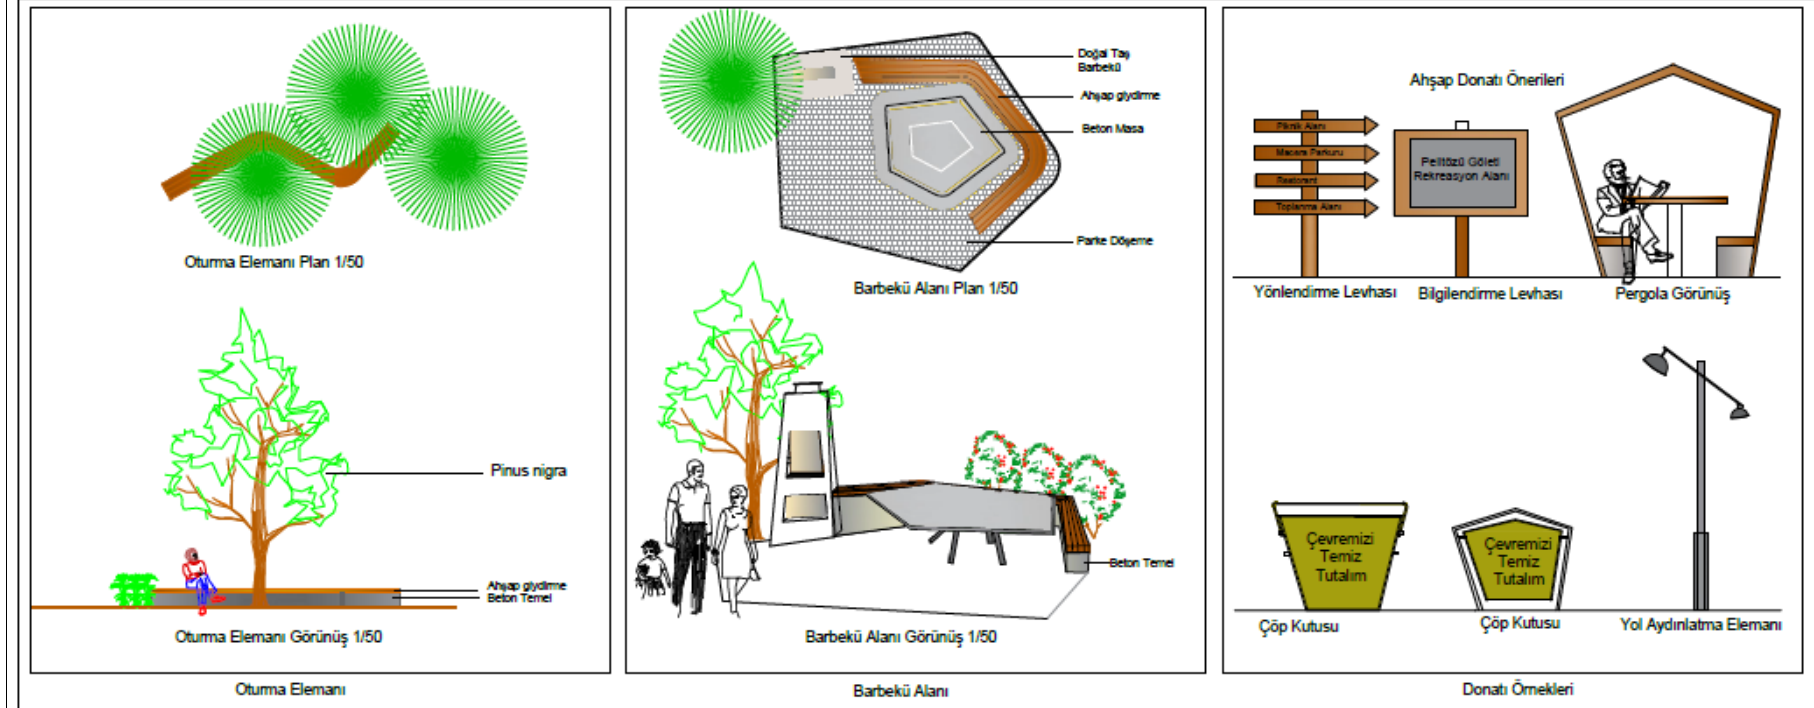 Oturma Elemanı Plan 1/50
Pinus nigra
Ahşap giydirme
Beton Temel
Oturma Elemanı Görünüş 1/50
Oturma Elemanı
Doğal Taş
Barbekü
Ahşap giydirme
Beton Masa
Parke Döşeme
Barbekü Alanı Plan 1/50
Beton Temel
Barbekü Alanı Görünüş 1/50
Barbekü Alanı
Ahşap Donatı Önerileri
Piknik Alanı
Macera Parkuru
Restorant
Toplanma Alanı
Pelitözü Göleti
Rekreasyon Alanı
Yönlendirme Levhası
Bilgilendirme Levhası
Pergola Görünüş
Çevremizi
Temiz
Tutalım
Çevremizi
Temiz
Tutalım
Çöp Kutusu
Çöp Kutusu
Yol Aydınlatma Elemanı
Donatı Örnekleri